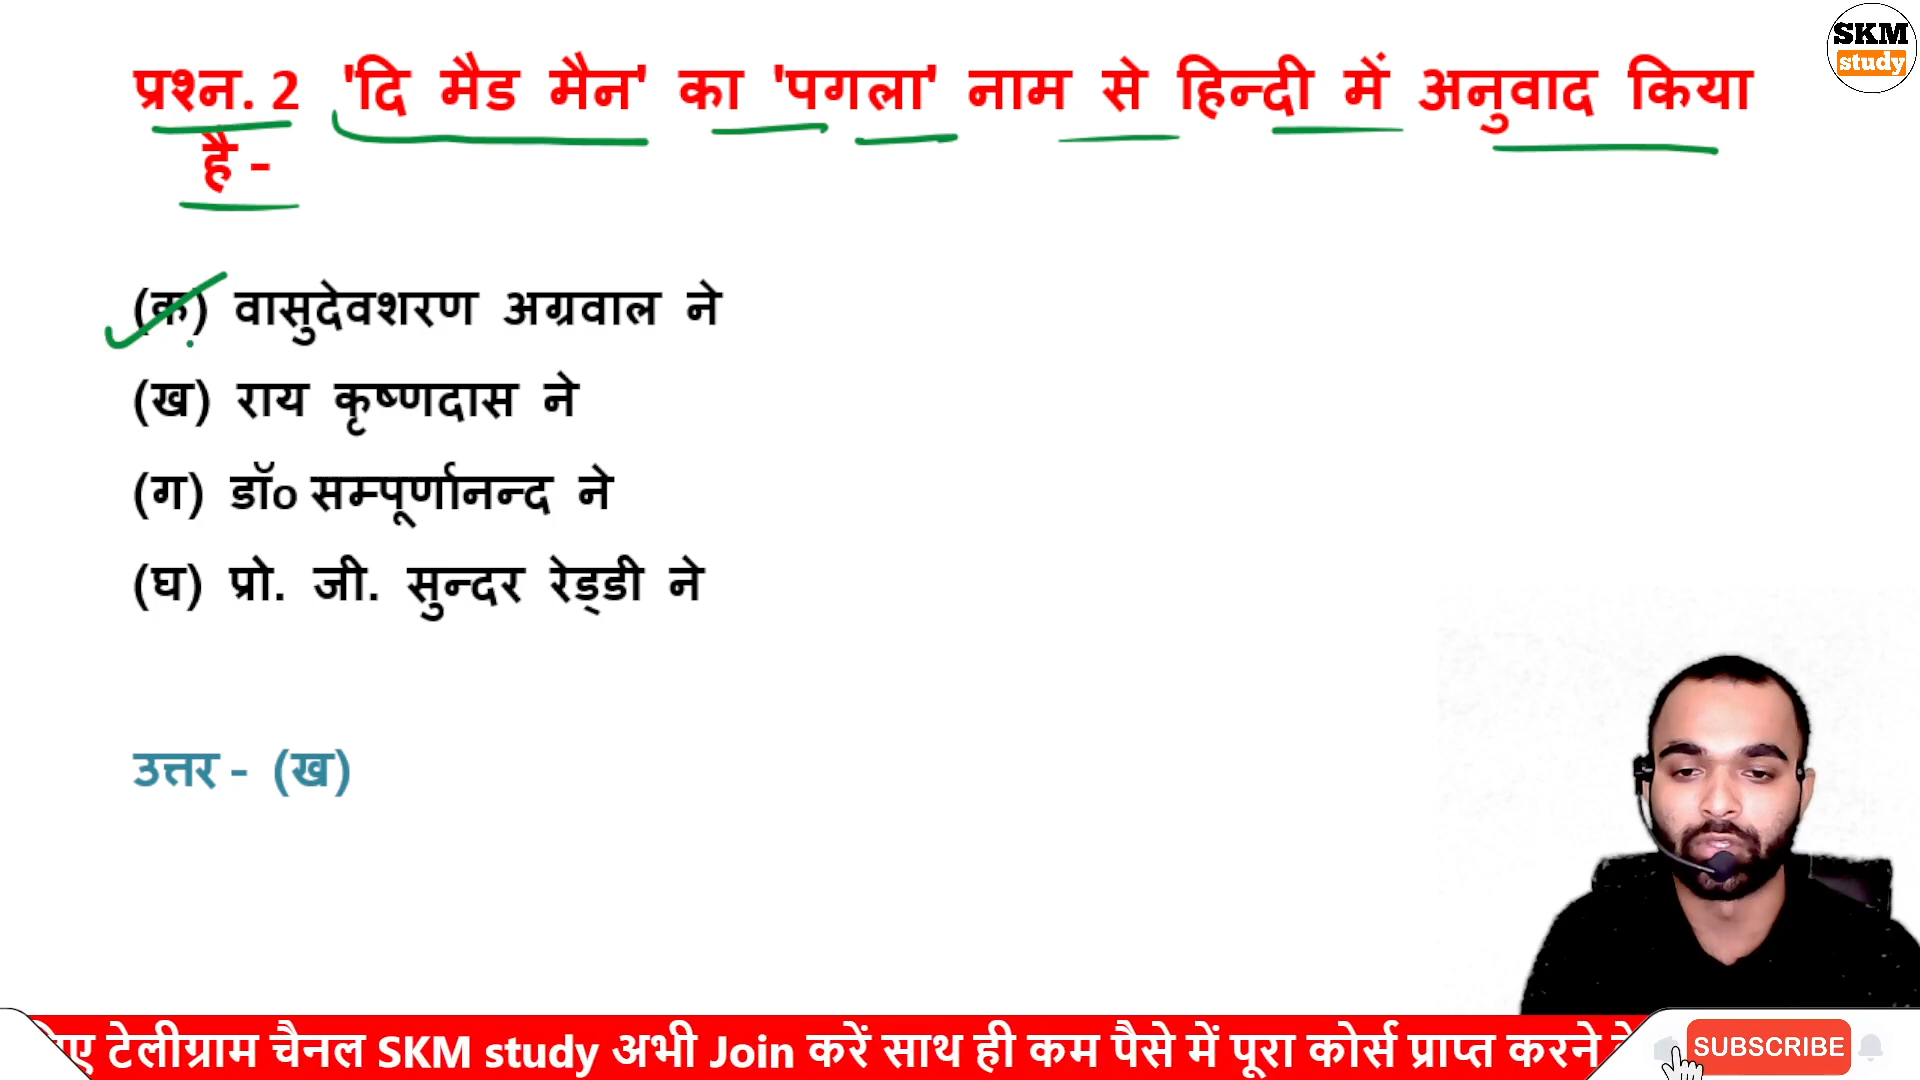 SKM
study
प्रश्न. 2 'दि मैड मैन' का 'पगला' नाम से हिन्दी में अनुवाद किया
है -
(क) वासुदेवशरण अग्रवाल ने
(ख) राय कृष्णदास ने
(ग) डॉ० सम्पूर्णानन्द ने
(घ) प्रो. जी. सुन्दर रेड्डी ने
उत्तर - (ख)
टेलीग्राम चैनल SKM study अभी Join करें साथ ही कम पैसे में पूरा कोर्स प्राप्त करने
SUBSCRIBE